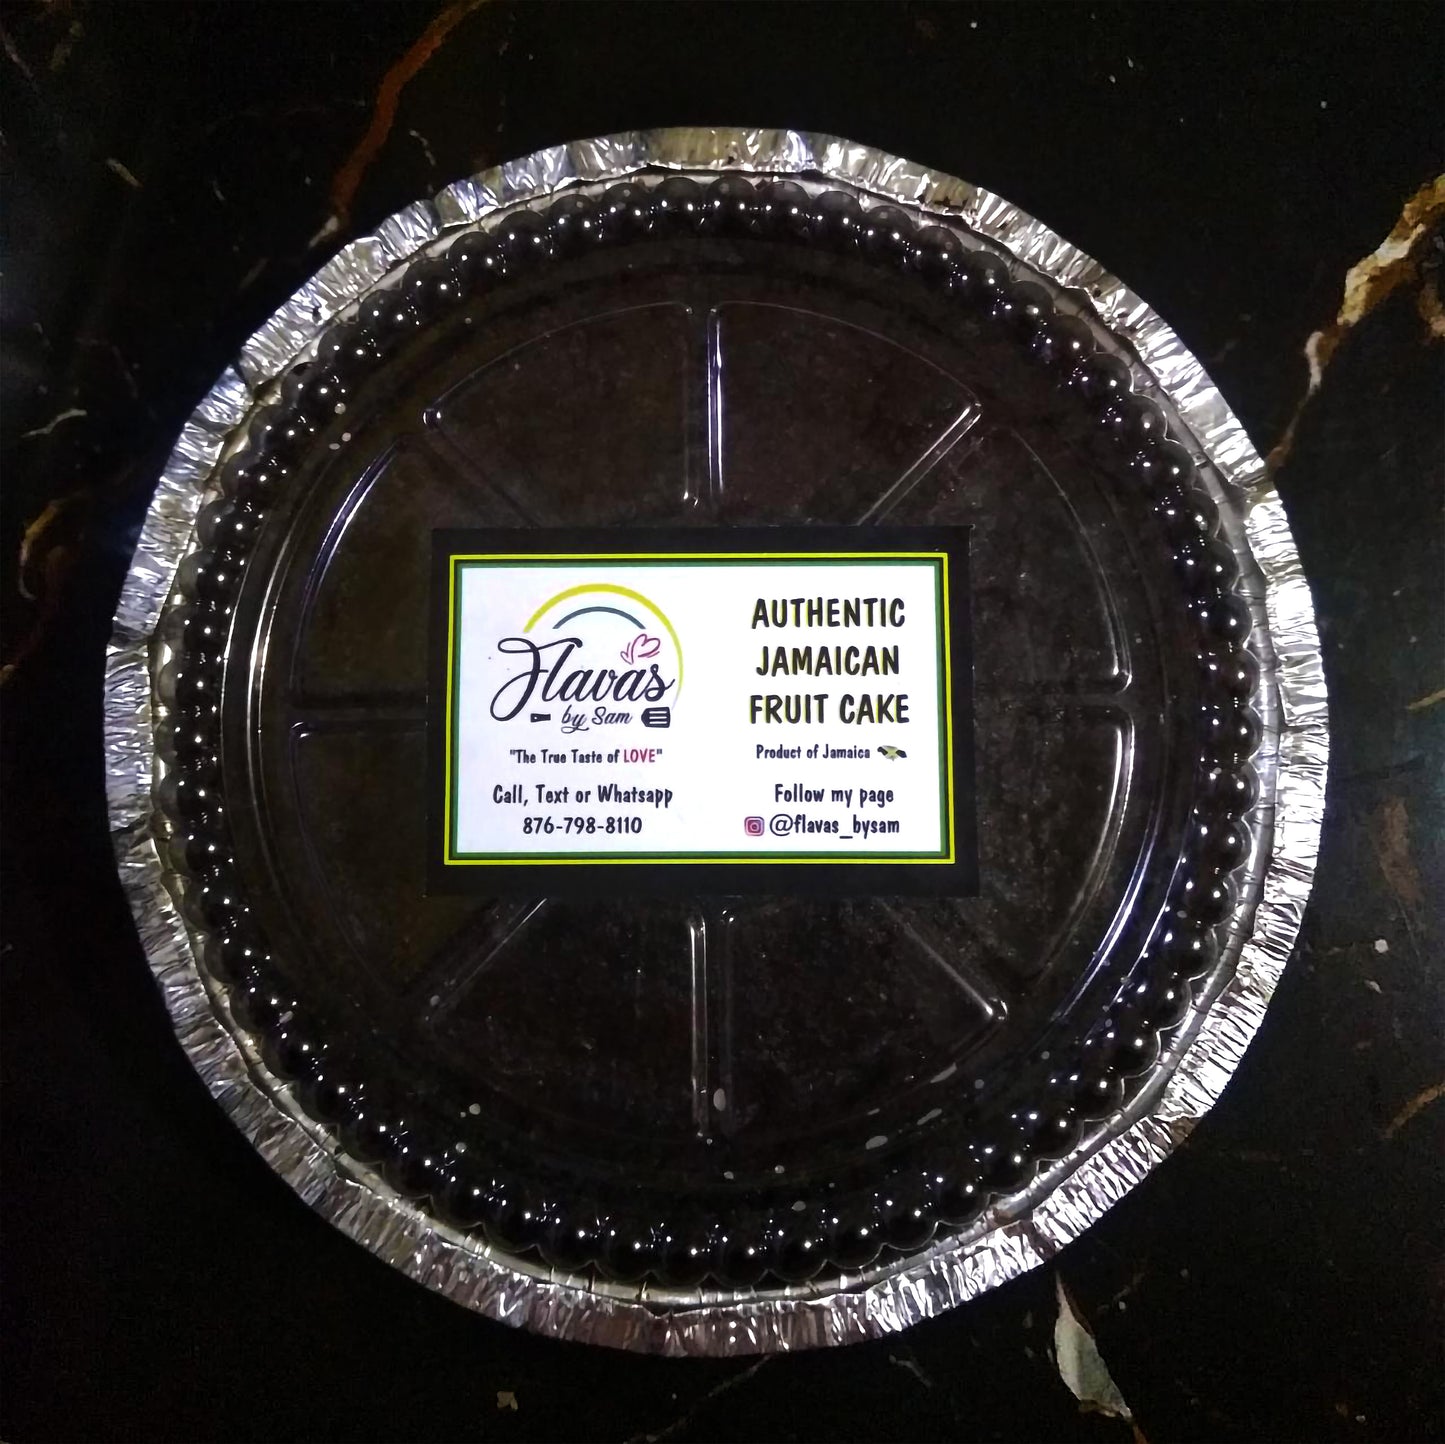 Flavas
by Sam
"The True Taste of LOVE"
Call, Text or Whatsapp
876-798-8110
AUTHENTIC
JAMAICAN
FRUIT CAKE
Product of Jamaica
Follow my page
@flavas_bysam